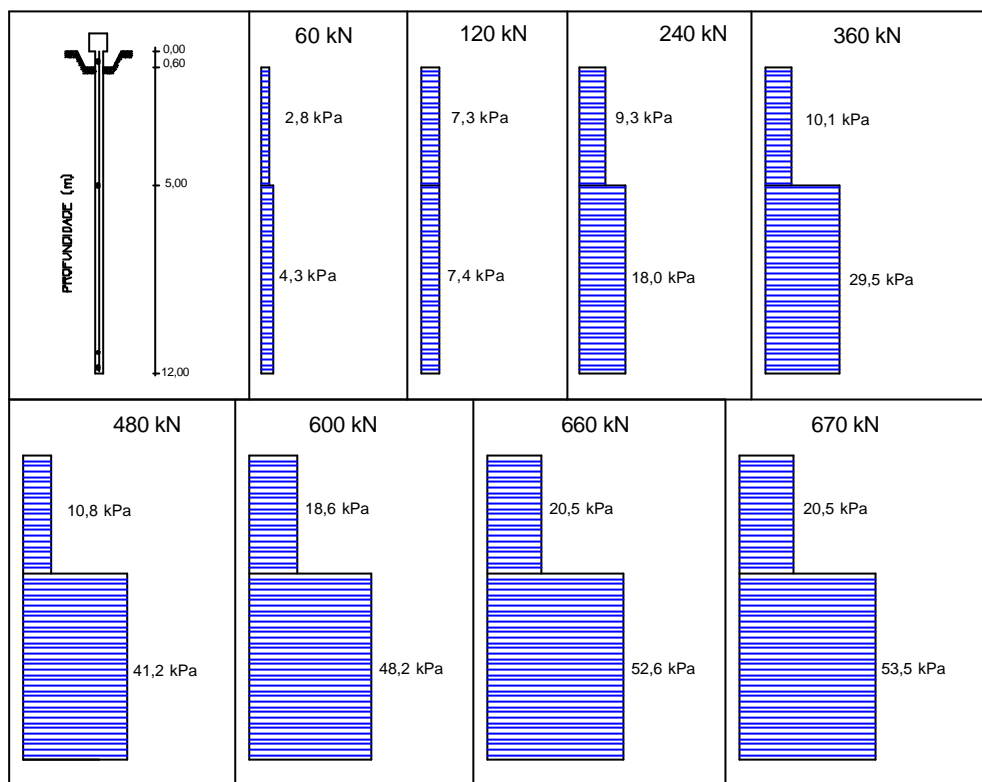 60 kN
120 kN
240 kN
360 kN
0,00
0,60
5,00
12,00
PROFUNDIDADE (m)
2,8 kPa
7,3 kPa
9,3 kPa
10,1 kPa
4,3 kPa
7,4 kPa
18,0 kPa
29,5 kPa
480 kN
600 kN
660 kN
670 kN
10,8 kPa
18,6 kPa
20,5 kPa
20,5 kPa
41,2 kPa
48,2 kPa
52,6 kPa
53,5 kPa